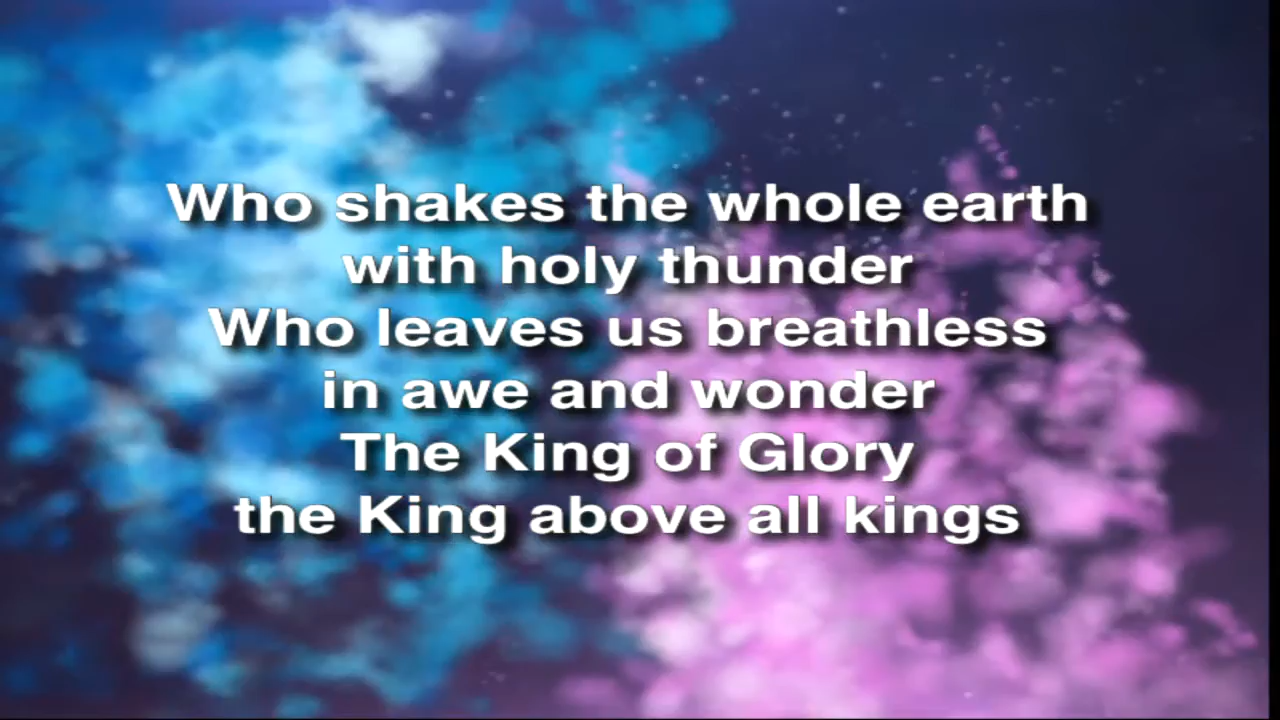 Who shakes the whole earth
with holy thunder
Who leaves us breathless
in awe and wonder
The King of Glory
the King above all kings